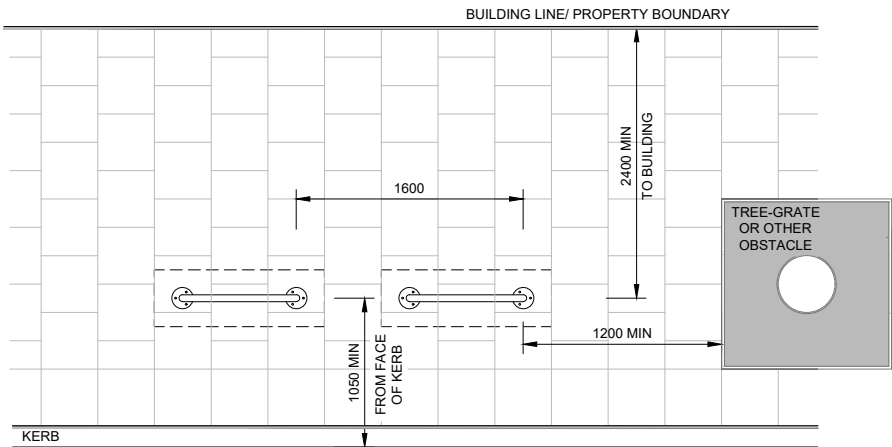 BUILDING LINE/ PROPERTY BOUNDARY
2400 MIN
TO BUILDING
1600
TREE-GRATE
OR OTHER
OBSTACLE
1200 MIN
1050 MIN
FROM FACE
OF KERB
KERB